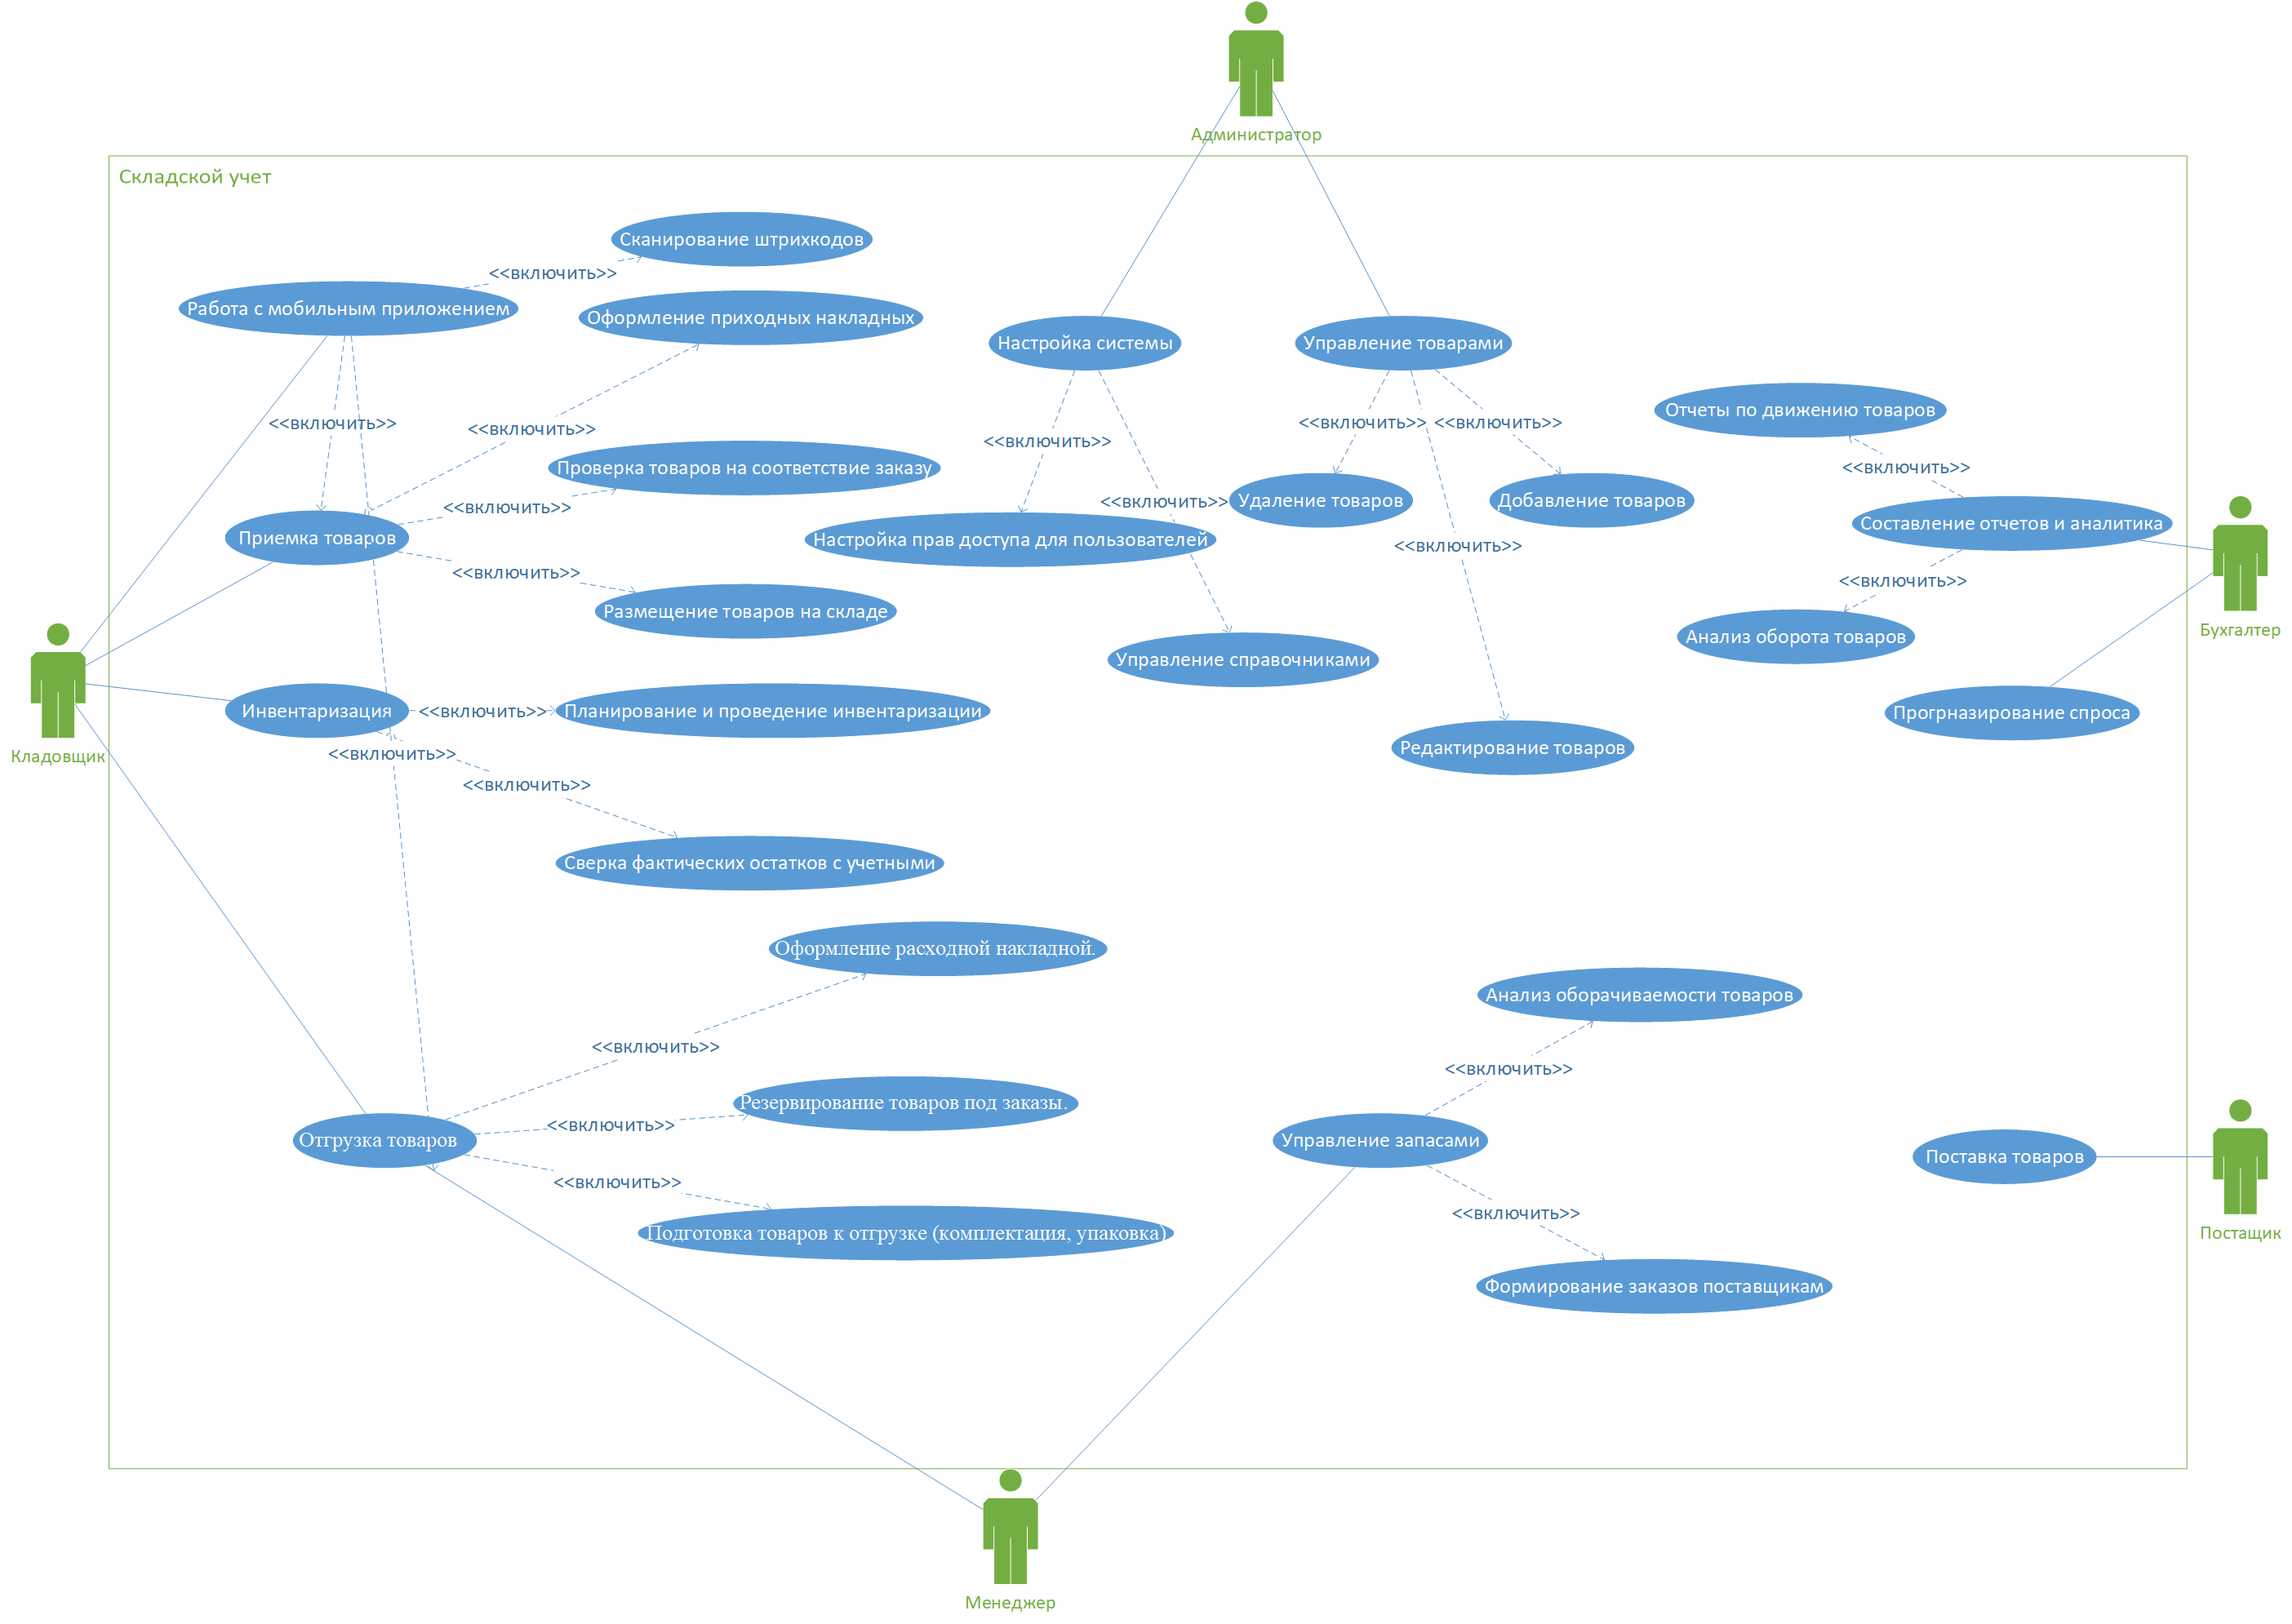 Администратор
Складской учет
Сканирование штрихкодов
<<включить>>
Работа с мобильным приложением
Оформление приходных накладных
Настройка системы
Управление товарами
Отчеты по движению товаров
<<включить>>
<<включить>>
<<включить>>
<<включить>>
<<включить>>
<<включить>>
Проверка товаров на соответствие заказу
<<включить>>
<<включить>>
<<включить>>
Удаление товаров
Добавление товаров
Составление отчетов и аналитика
Приемка товаров
Настройка прав доступа для пользователей
<<включить>>
<<включить>>
<<включить>>
Размещение товаров на складе
Бухгалтер
Анализ оборота товаров
Управление справочниками
Инвентаризация
<<включить>>
Планирование и проведение инвентаризации
Прогрназирование спроса
Редактирование товаров
Кладовщик
<<включить>>
<<включить>>
Сверка фактических остатков с учетными
Оформление расходной накладной.
Анализ оборачиваемости товаров
<<включить>>
<<включить>>
Резервирование товаров под заказы.
<<включить>>
Отгрузка товаров
Управление запасами
Поставка товаров
<<включить>>
<<включить>>
Подготовка товаров к отгрузке (комплектация, упаковка)
Постащик
Формирование заказов поставщикам
Менеджер